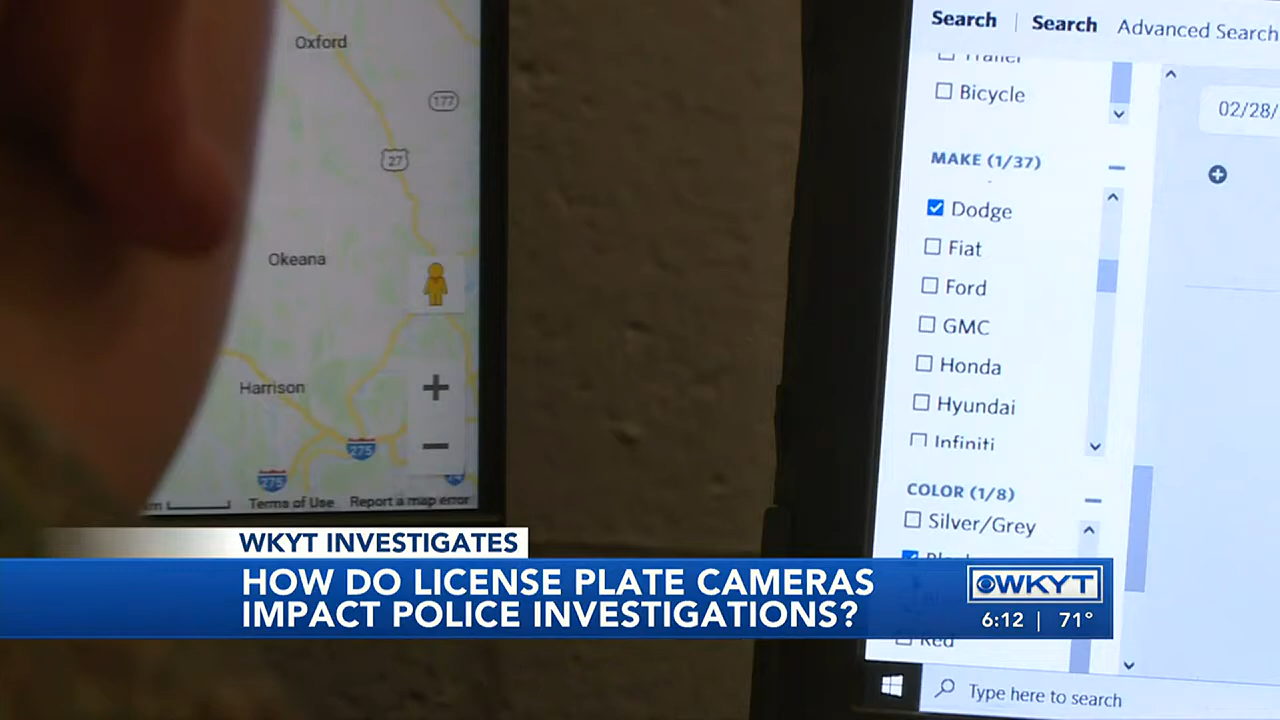 Oxford
177
27
Okeana
Harrison
275
275
Terms of Use
Report a map error
Search | Search
Advanced Search
Bicycle
02/28/
MAKE (1/37)
Dodge
Fiat
Ford
GMC
Honda
Hyundai
Infiniti
COLOR (1/8)
Silver/Grey
Red
Type here to search
WKYT INVESTIGATES
HOW DO LICENSE PLATE CAMERAS
IMPACT POLICE INVESTIGATIONS?
WKYT
6:12 | 71°